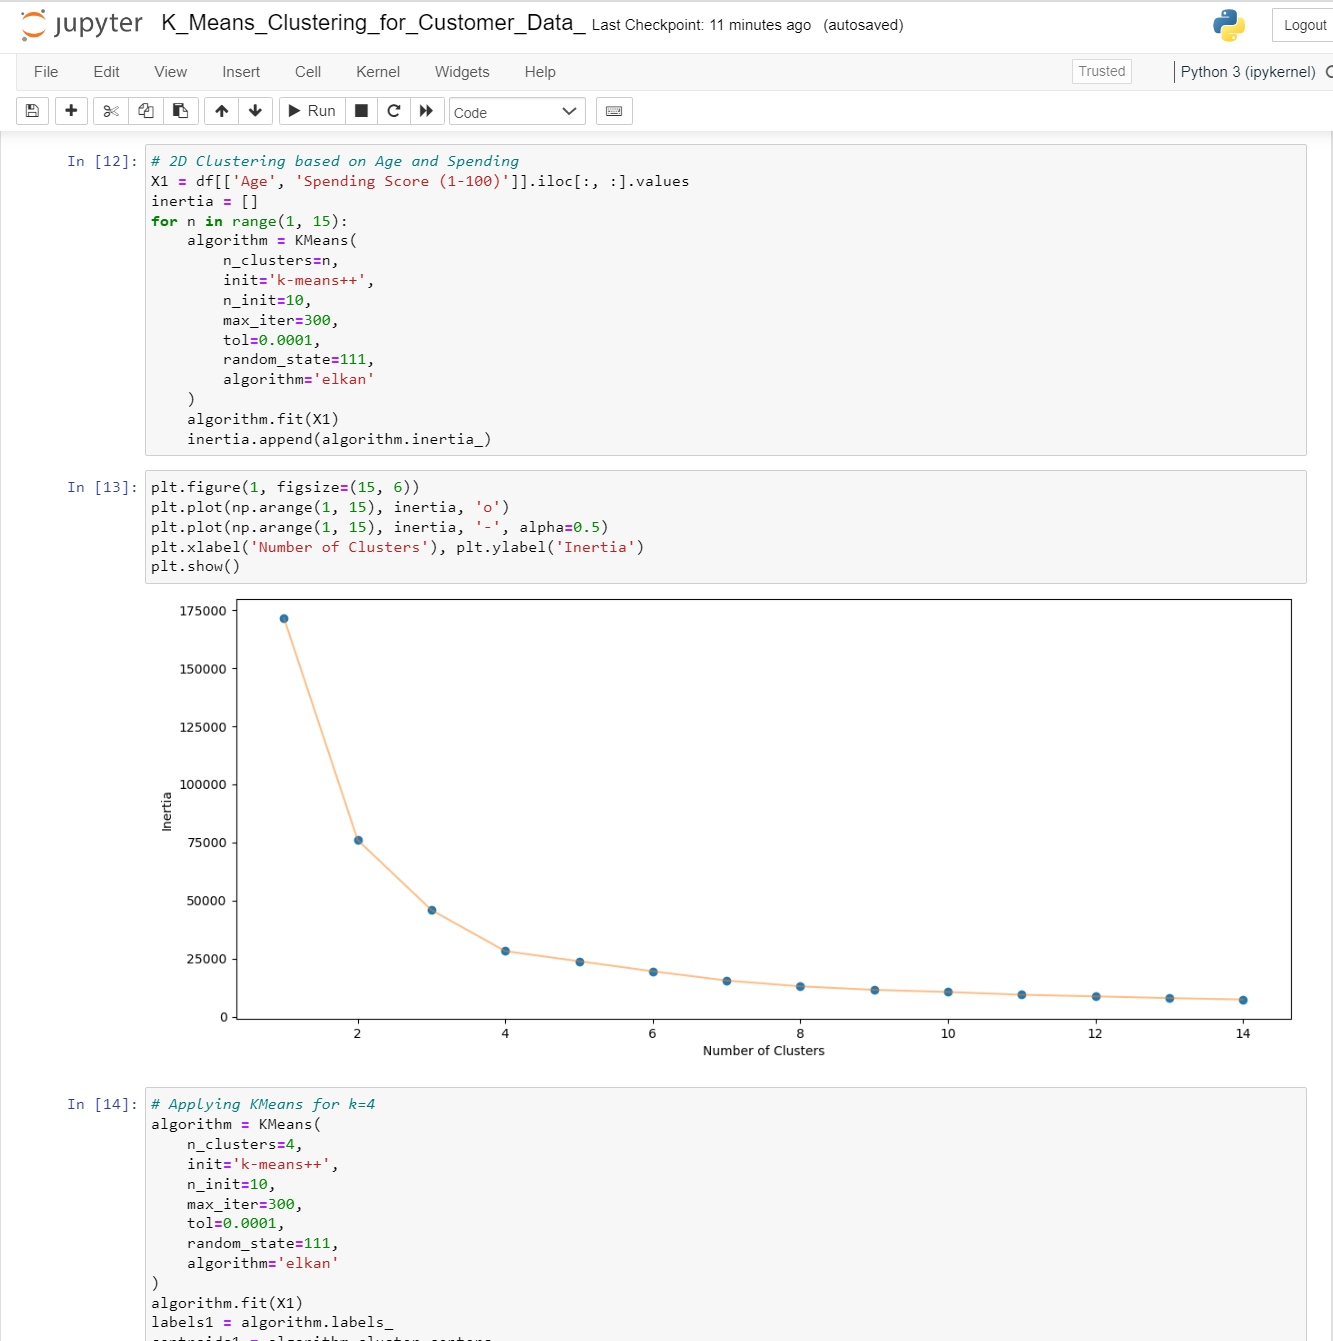 jupyter K_Means_Clustering_for_Customer_Data_ Last Checkpoint: 11 minutes ago (autosaved)
Logout
File Edit View Insert Cell Kernel Widgets Help
Trusted Python 3 (ipykernel)
Run Code
In [12]: # 2D Clustering based on Age and Spending
X1 = df[['Age', 'Spending Score (1-100)']].iloc[:, :].values
inertia = []
for n in range(1, 15):
    algorithm = KMeans(
        n_clusters=n,
        init='k-means++',
        n_init=10,
        max_iter=300,
        tol=0.0001,
        random_state=111,
        algorithm='elkan'
    )
    algorithm.fit(X1)
    inertia.append(algorithm.inertia_)
In [13]: plt.figure(1, figsize=(15, 6))
plt.plot(np.arange(1, 15), inertia, 'o')
plt.plot(np.arange(1, 15), inertia, '-', alpha=0.5)
plt.xlabel('Number of Clusters'), plt.ylabel('Inertia')
plt.show()
175000
150000
125000
100000
75000
50000
25000
0
Inertia
2 4 6 8 10 12 14
Number of Clusters
In [14]: # Applying KMeans for k=4
algorithm = KMeans(
    n_clusters=4,
    init='k-means++',
    n_init=10,
    max_iter=300,
    tol=0.0001,
    random_state=111,
    algorithm='elkan'
)
algorithm.fit(X1)
labels1 = algorithm.labels_